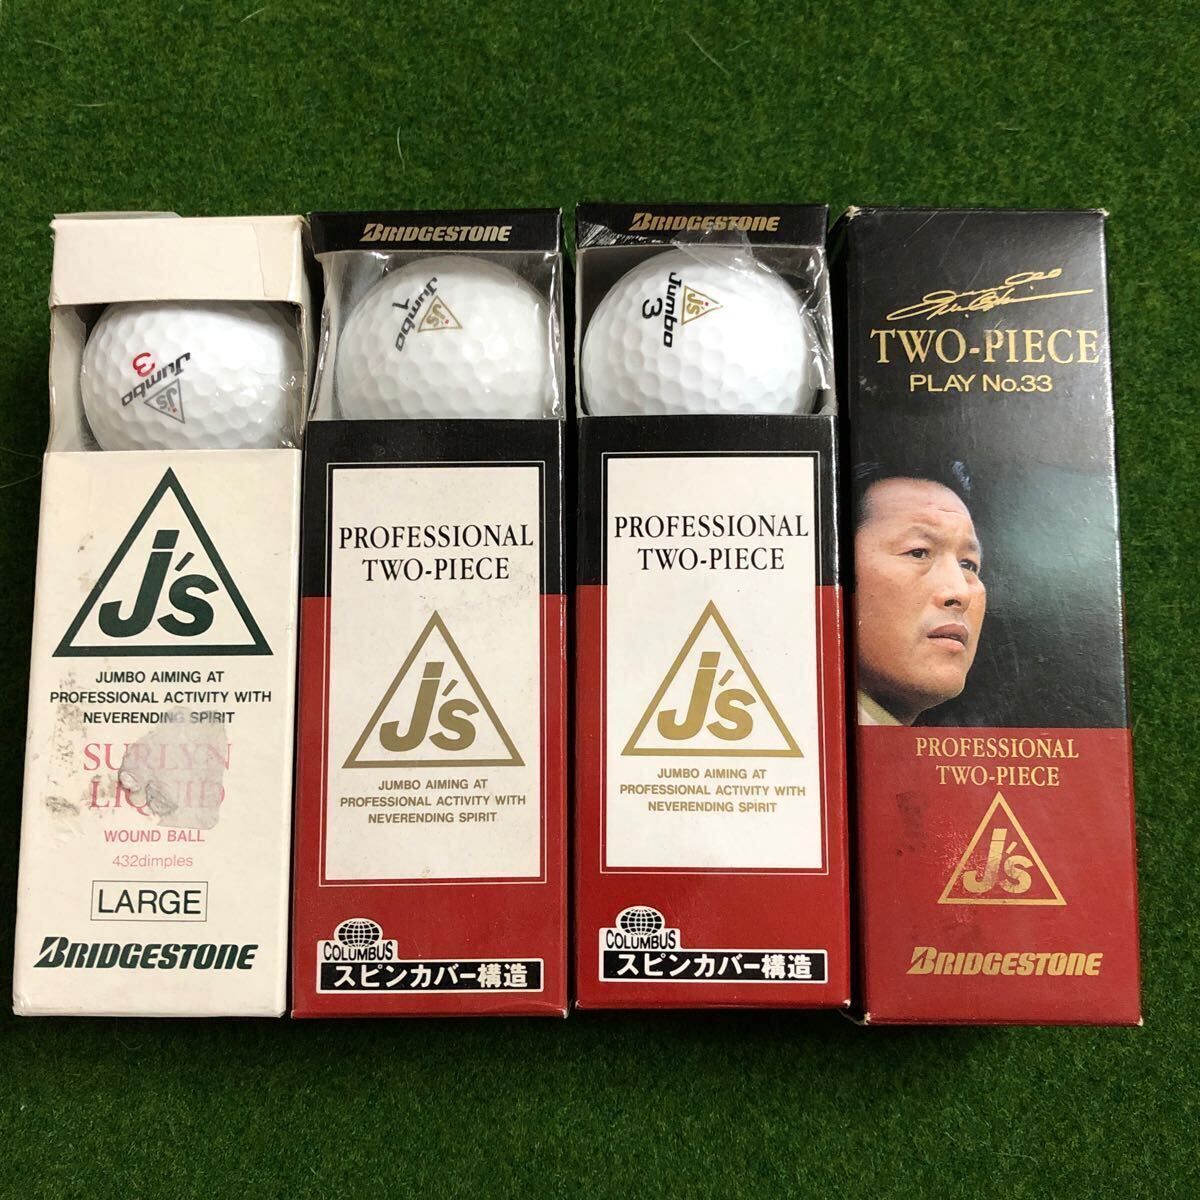 3
Jumbo
j's
j's
JUMBO AIMING AT
PROFESSIONAL ACTIVITY WITH
NEVERENDING SPIRIT
SURLYN
LIQUID
WOUND BALL
432dimples
LARGE
BRIDGESTONE
BRIDGESTONE
j's
Jumbo
1
PROFESSIONAL
TWO-PIECE
j's
JUMBO AIMING AT
PROFESSIONAL ACTIVITY WITH
NEVERENDING SPIRIT
COLUMBUS
スピンカバー構造
BRIDGESTONE
j's
Jumbo
3
PROFESSIONAL
TWO-PIECE
j's
JUMBO AIMING AT
PROFESSIONAL ACTIVITY WITH
NEVERENDING SPIRIT
COLUMBUS
スピンカバー構造
TWO-PIECE
PLAY No.33
PROFESSIONAL
TWO-PIECE
j's
BRIDGESTONE